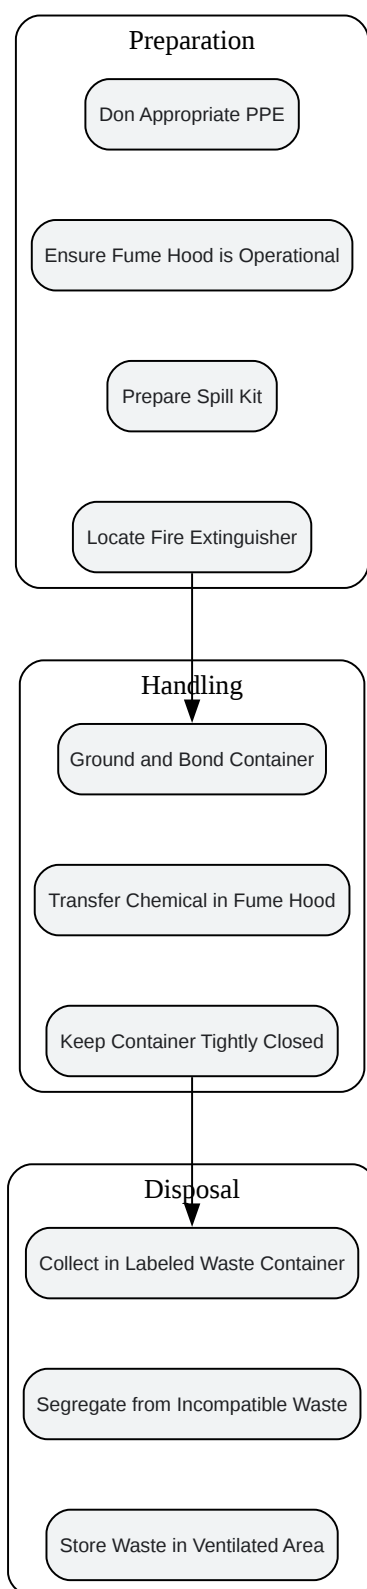 Preparation
Don Appropriate PPE
Ensure Fume Hood is Operational
Prepare Spill Kit
Locate Fire Extinguisher
Handling
Ground and Bond Container
Transfer Chemical in Fume Hood
Keep Container Tightly Closed
Disposal
Collect in Labeled Waste Container
Segregate from Incompatible Waste
Store Waste in Ventilated Area